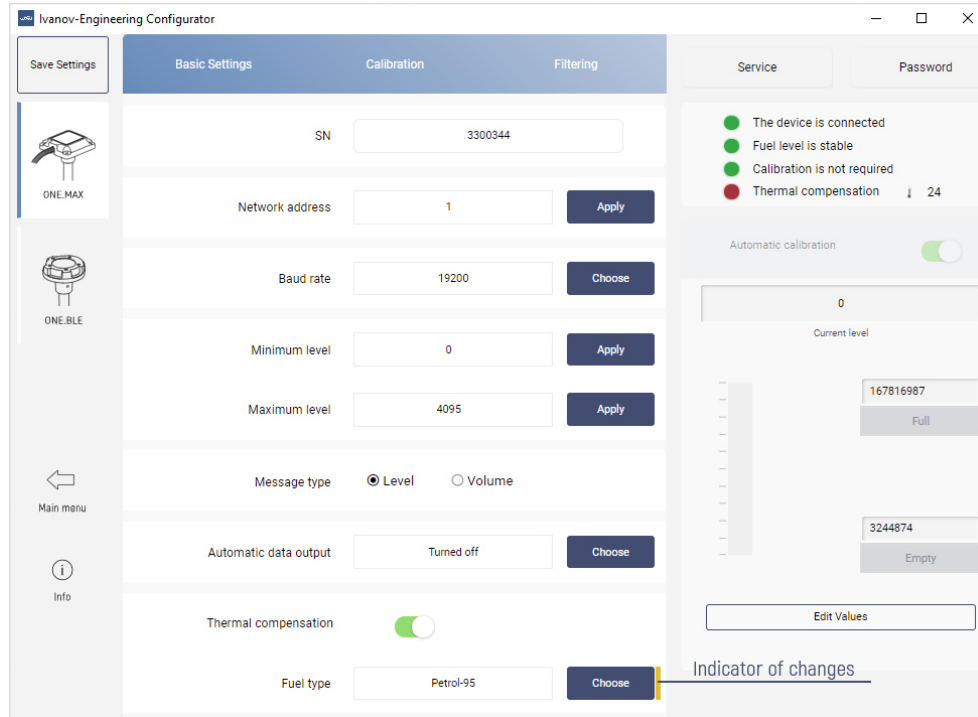 Ivanov-Engineering Configurator
Save Settings
Basic Settings
Calibration
Filtering
Service
Password
ONE.MAX
ONE.BLE
Main menu
Info
SN
3300344
Network address
1
Apply
Baud rate
19200
Choose
Minimum level
0
Apply
Maximum level
4095
Apply
Message type
Level
Volume
Automatic data output
Turned off
Choose
Thermal compensation
Fuel type
Petrol-95
Choose
The device is connected
Fuel level is stable
Calibration is not required
Thermal compensation
24
Automatic calibration
0
Current level
167816987
Full
3244874
Empty
Edit Values
Indicator of changes